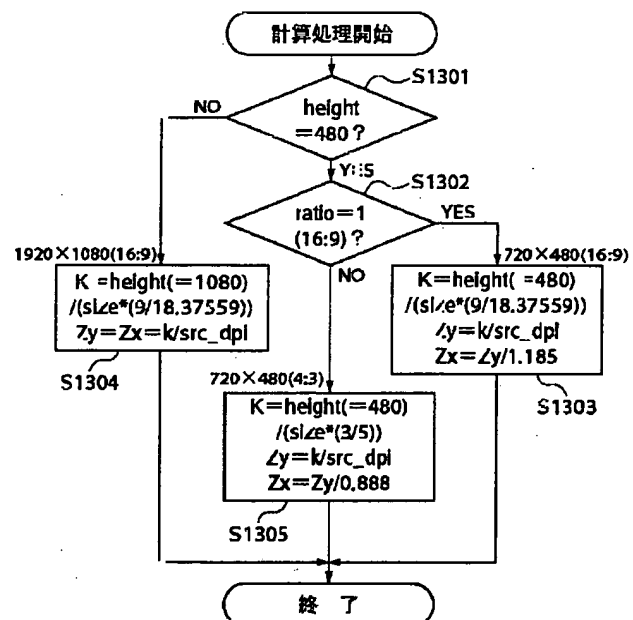 計算処理開始
S1301
height
=480?
NO
YES
S1302
ratio=1
(16:9)?
YES
NO
1920×1080(16:9)
K=height(=1080)
/(size*(9/18.37559))
Zy=Zx=k/src_dpi
S1304
720×480(16:9)
K=height(=480)
/(size*(9/18.37559))
Zy=k/src_dpi
Zx=Zy/1.185
S1303
720×480(4:3)
K=height(=480)
/(size*(3/5))
Zy=k/src_dpi
Zx=Zy/0.888
S1305
終 了